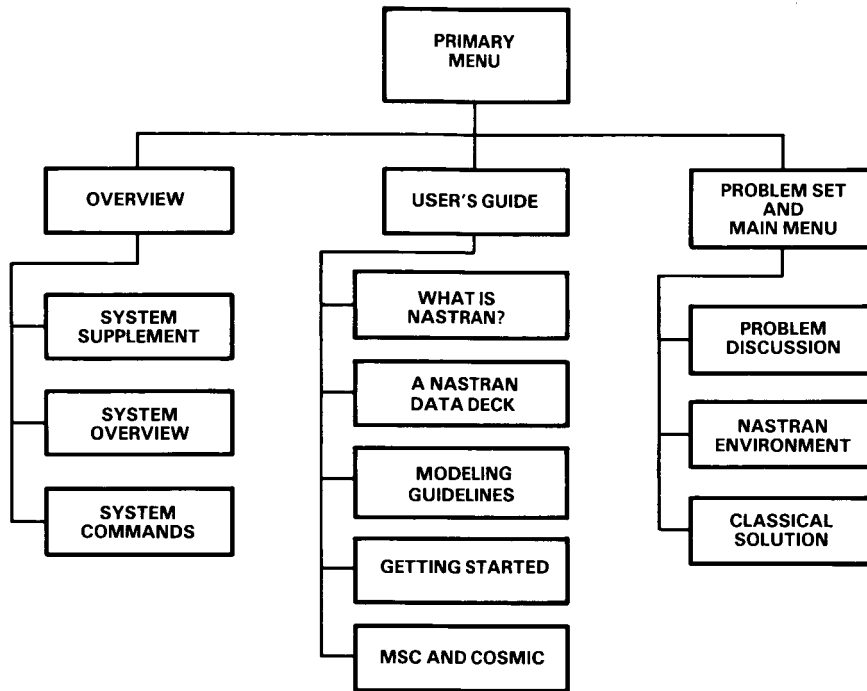 PRIMARY
MENU
OVERVIEW
SYSTEM
SUPPLEMENT
SYSTEM
OVERVIEW
SYSTEM
COMMANDS
USER'S GUIDE
WHAT IS
NASTRAN?
A NASTRAN
DATA DECK
MODELING
GUIDELINES
GETTING STARTED
MSC AND COSMIC
PROBLEM SET
AND
MAIN MENU
PROBLEM
DISCUSSION
NASTRAN
ENVIRONMENT
CLASSICAL
SOLUTION